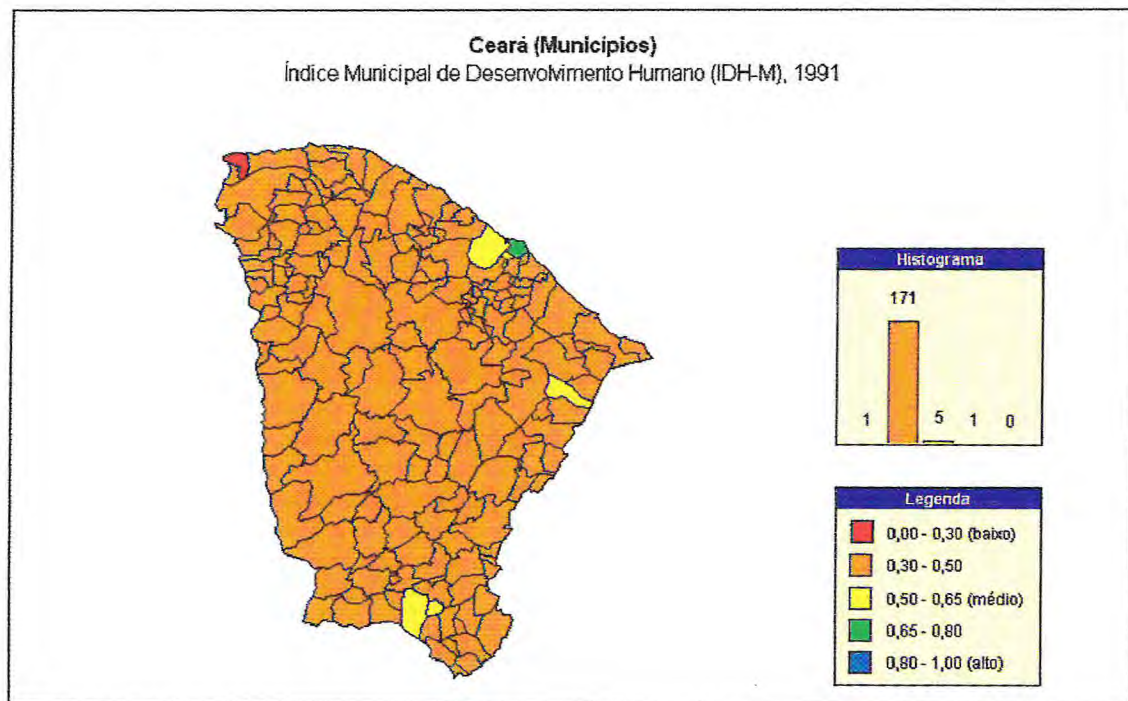 Ceará (Municípios)
Índice Municipal de Desenvolvimento Humano (IDH-M), 1991
Histograma
171
1
5
1
0
Legenda
0,00 - 0,30 (baixo)
0,30 - 0,50
0,50 - 0,65 (médio)
0,65 - 0,80
0,80 - 1,00 (alto)